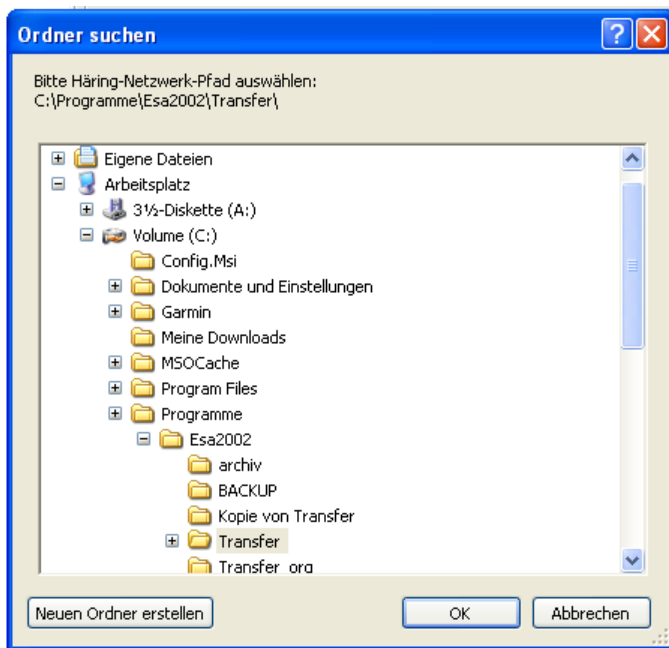 Ordner suchen
Bitte Häring-Netzwerk-Pfad auswählen:
C:\Programme\Esa2002\Transfer\
Eigene Dateien
Arbeitsplatz
3½-Diskette (A:)
Volume (C:)
Config.Msi
Dokumente und Einstellungen
Garmin
Meine Downloads
MSOCache
Program Files
Programme
Esa2002
archiv
BACKUP
Kopie von Transfer
Transfer
Transfer_org
Neuen Ordner erstellen OK Abbrechen